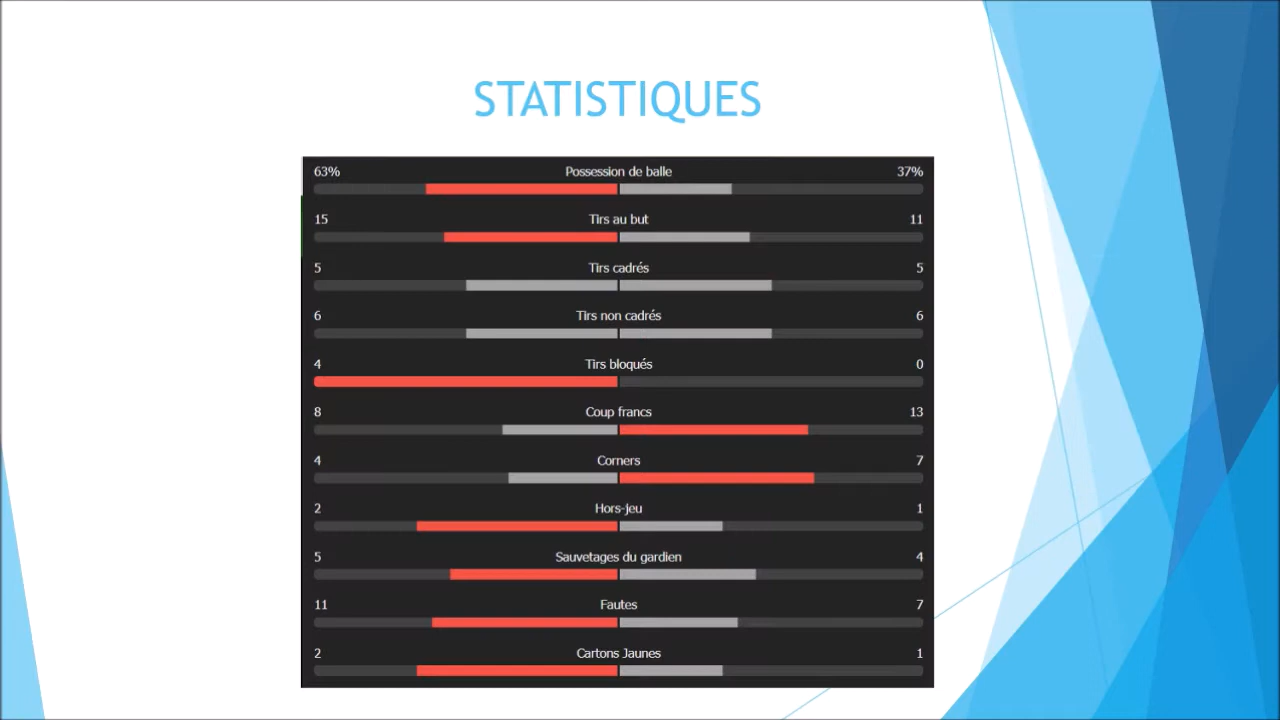 STATISTIQUES
63% Possession de balle 37%
15 Tirs au but 11
5 Tirs cadrés 5
6 Tirs non cadrés 6
4 Tirs bloqués 0
8 Coup francs 13
4 Corners 7
2 Hors-jeu 1
5 Sauvetages du gardien 4
11 Fautes 7
2 Cartons Jaunes 1